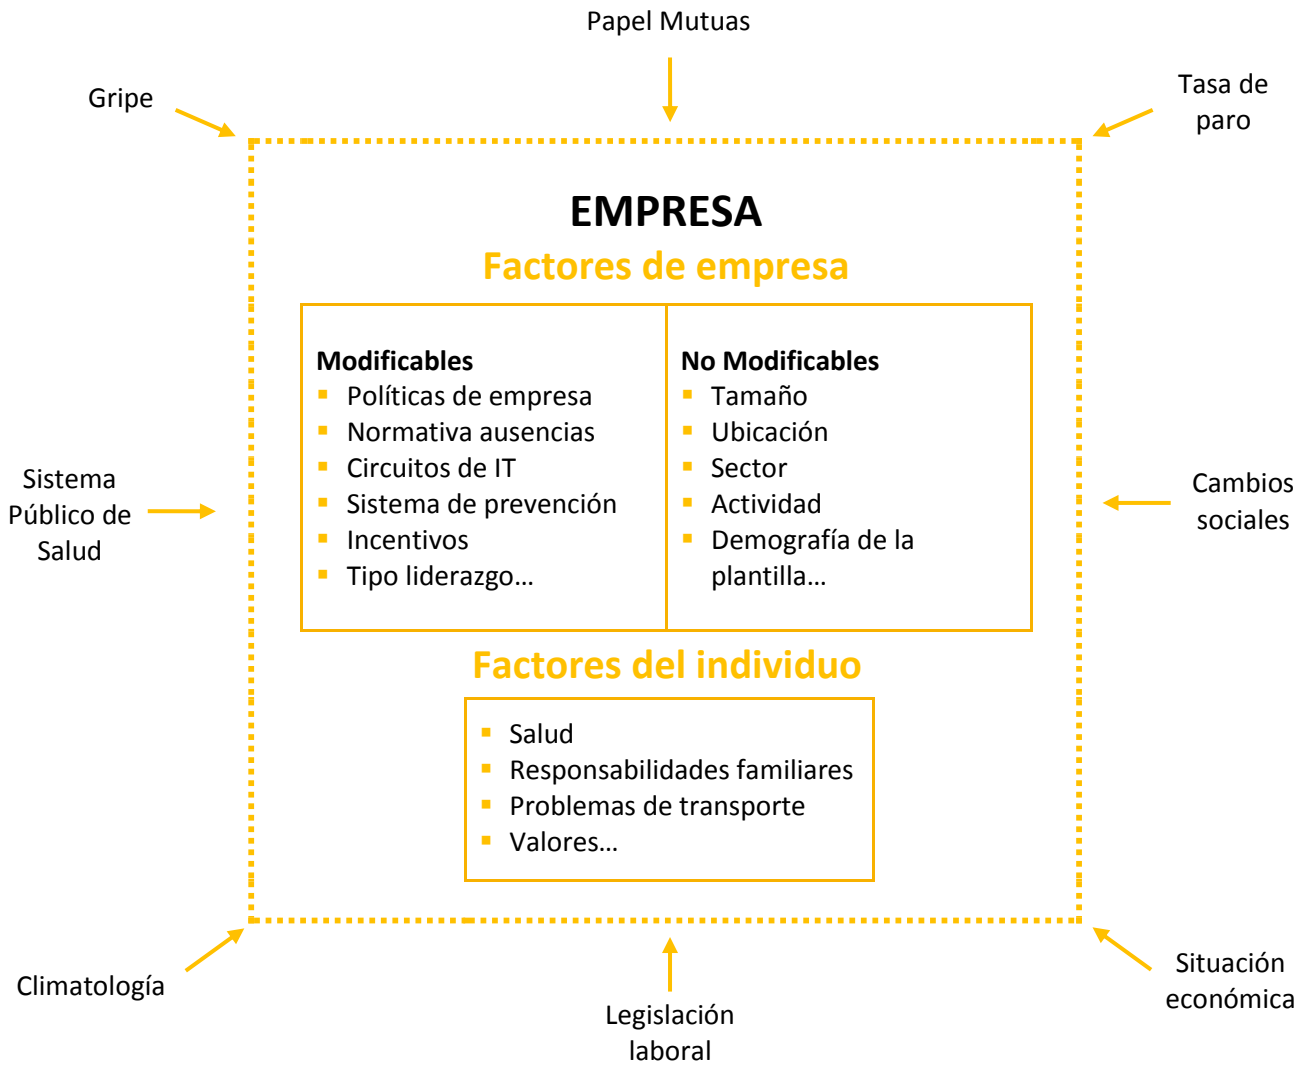 Papel Mutuas
Gripe
Tasa de
paro
EMPRESA
Factores de empresa
Modificables
Políticas de empresa
Normativa ausencias
Circuitos de IT
Sistema de prevención
Incentivos
Tipo liderazgo...
No Modificables
Tamaño
Ubicación
Sector
Actividad
Demografía de la
plantilla...
Sistema
Público de
Salud
Cambios
sociales
Factores del individuo
Salud
Responsabilidades familiares
Problemas de transporte
Valores...
Climatología
Legislación
laboral
Situación
económica